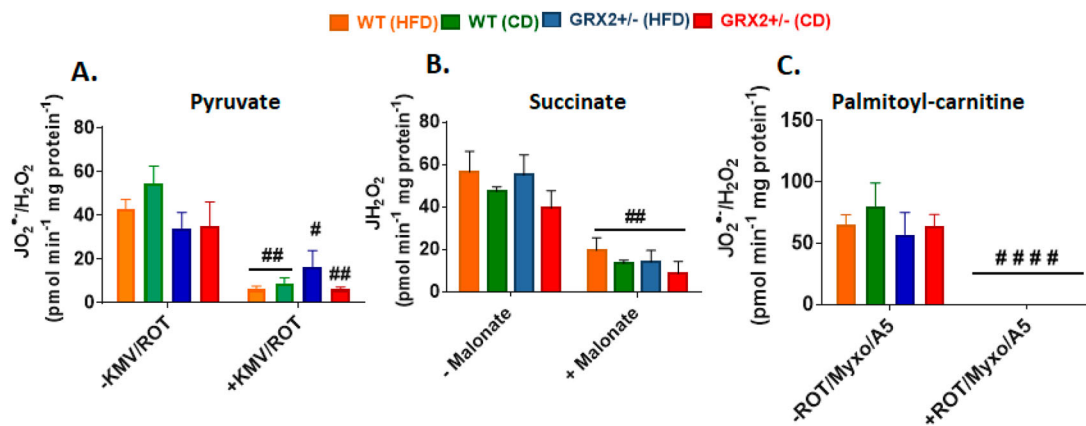 WT (HFD) WT (CD) GRX2+/- (HFD) GRX2+/- (CD)
A.
Pyruvate
JO₂•⁻/H₂O₂
(pmol min⁻¹ mg protein⁻¹)
80
60
40
20
0
##
#
##
-KMV/ROT
+KMV/ROT
B.
Succinate
JH₂O₂
(pmol min⁻¹ mg protein⁻¹)
80
60
40
20
0
##
- Malonate
+ Malonate
C.
Palmitoyl-carnitine
JO₂•⁻/H₂O₂
(pmol min⁻¹ mg protein⁻¹)
150
100
50
0
# # # #
-ROT/Myxo/A5
+ROT/Myxo/A5